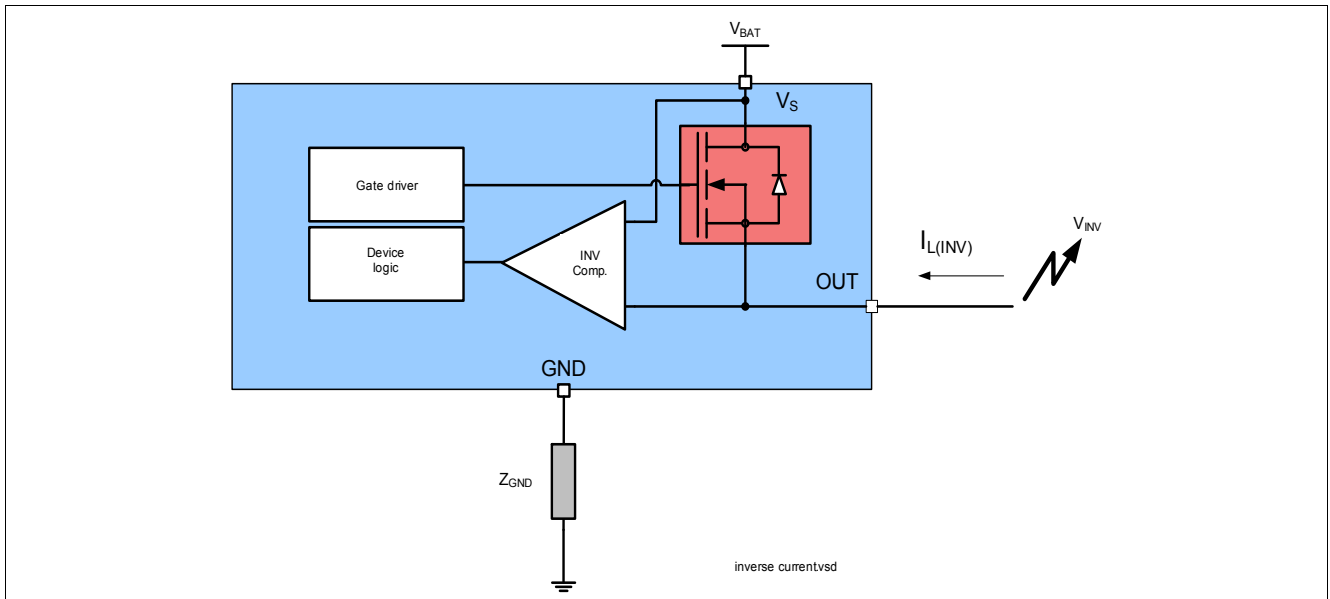 VBAT
VS
Gate driver
Device
logic
INV
Comp.
IL(INV)
VINV
OUT
GND
ZGND
inverse current.vsd